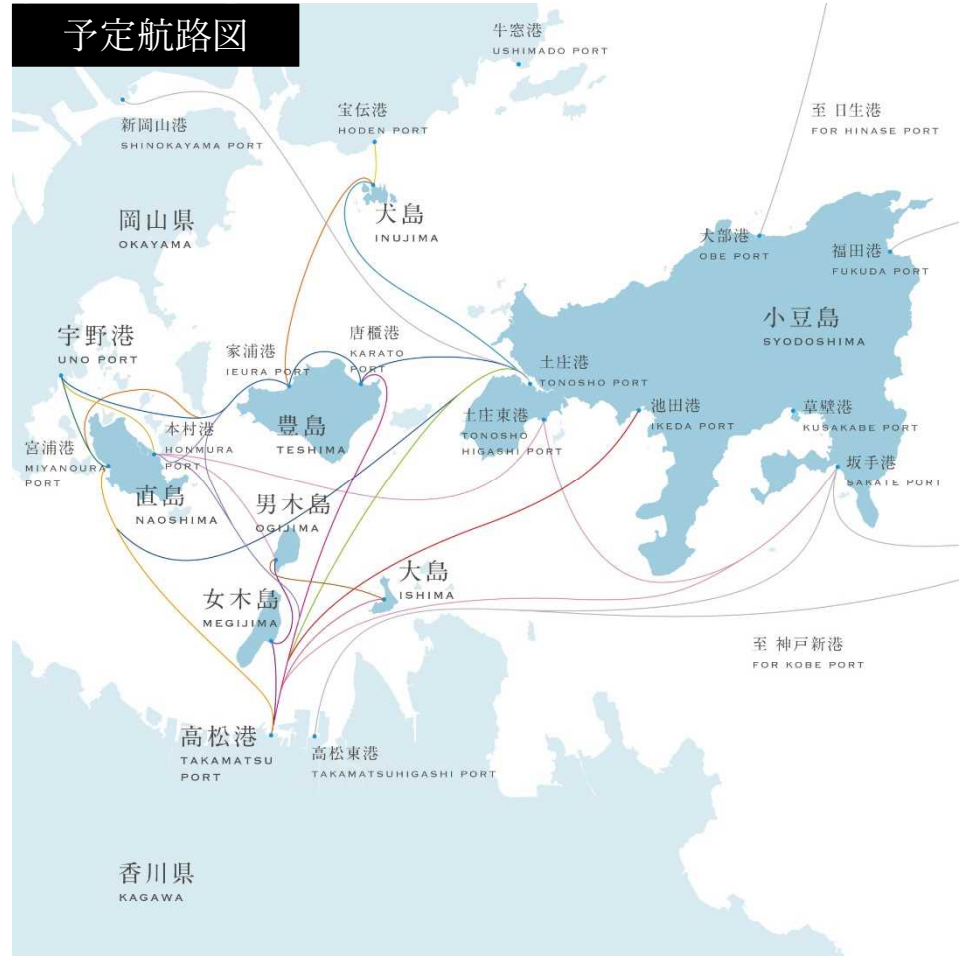 予定航路図
牛窓港
USHIMADO PORT
新岡山港
SHINOKAYAMA PORT
宝伝港
HODEN PORT
至 日生港
FOR HINASE PORT
岡山県
OKAYAMA
犬島
INUJIMA
大部港
OBE PORT
福田港
FUKUDA PORT
小豆島
SYODOSHIMA
宇野港
UNO PORT
家浦港
IEURA PORT
唐櫃港
KARATO
PORT
土庄港
TONOSHO PORT
池田港
IKEDA PORT
草壁港
KUSAKABE PORT
土庄東港
TONOSHO
HIGASHI PORT
豊島
TESHIMA
本村港
HONMURA
PORT
宮浦港
MIYANOURA
PORT
坂手港
SAKATE PORT
直島
NAOSHIMA
男木島
OGIJIMA
大島
ISHIMA
女木島
MEGIJIMA
至 神戸新港
FOR KOBE PORT
高松港
TAKAMATSU
PORT
高松東港
TAKAMATSUHIGASHI PORT
香川県
KAGAWA